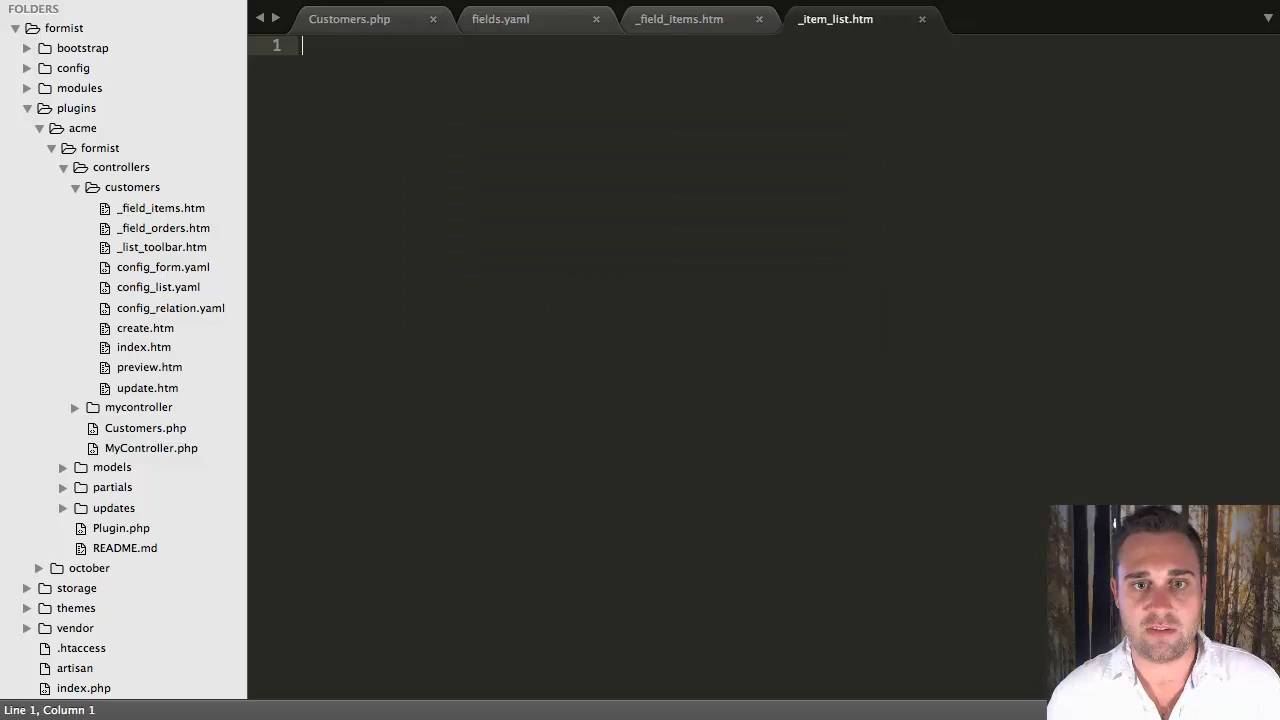 FOLDERS
formist
bootstrap
config
modules
plugins
acme
formist
controllers
customers
_field_items.htm
_field_orders.htm
_list_toolbar.htm
config_form.yaml
config_list.yaml
config_relation.yaml
create.htm
index.htm
preview.htm
update.htm
mycontroller
Customers.php
MyController.php
models
partials
updates
Plugin.php
README.md
october
storage
themes
vendor
.htaccess
artisan
index.php
Customers.php
fields.yaml
_field_items.htm
_item_list.htm
1
Line 1, Column 1